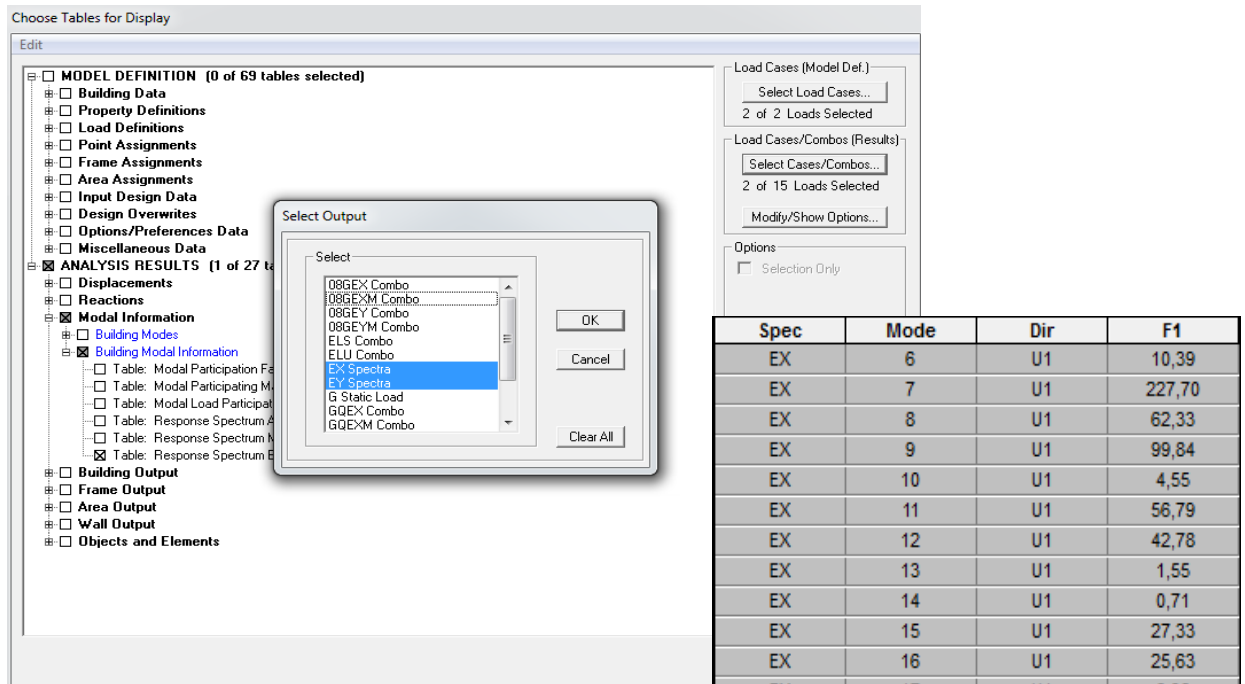 Choose Tables for Display
Edit
MODEL DEFINITION (0 of 69 tables selected)
Building Data
Property Definitions
Load Definitions
Point Assignments
Frame Assignments
Area Assignments
Input Design Data
Design Overwrites
Options/Preferences Data
Miscellaneous Data
ANALYSIS RESULTS (1 of 27 ta
Displacements
Reactions
Modal Information
Building Modes
Building Modal Information
Table: Modal Participation Fa
Table: Modal Participating M
Table: Modal Load Participat
Table: Response Spectrum A
Table: Response Spectrum M
Table: Response Spectrum B
Building Output
Frame Output
Area Output
Wall Output
Objects and Elements
Select Output
Select
08GEX Combo
08GEXM Combo
08GEY Combo
08GEYM Combo
ELS Combo
ELU Combo
EX Spectra
EY Spectra
G Static Load
GQEX Combo
GQEXM Combo
OK
Cancel
Clear All
Load Cases (Model Def.)
Select Load Cases...
2 of 2 Loads Selected
Load Cases/Combos (Results)
Select Cases/Combos...
2 of 15 Loads Selected
Modify/Show Options...
Options
Selection Only
Spec Mode Dir F1
EX 6 U1 10,39
EX 7 U1 227,70
EX 8 U1 62,33
EX 9 U1 99,84
EX 10 U1 4,55
EX 11 U1 56,79
EX 12 U1 42,78
EX 13 U1 1,55
EX 14 U1 0,71
EX 15 U1 27,33
EX 16 U1 25,63